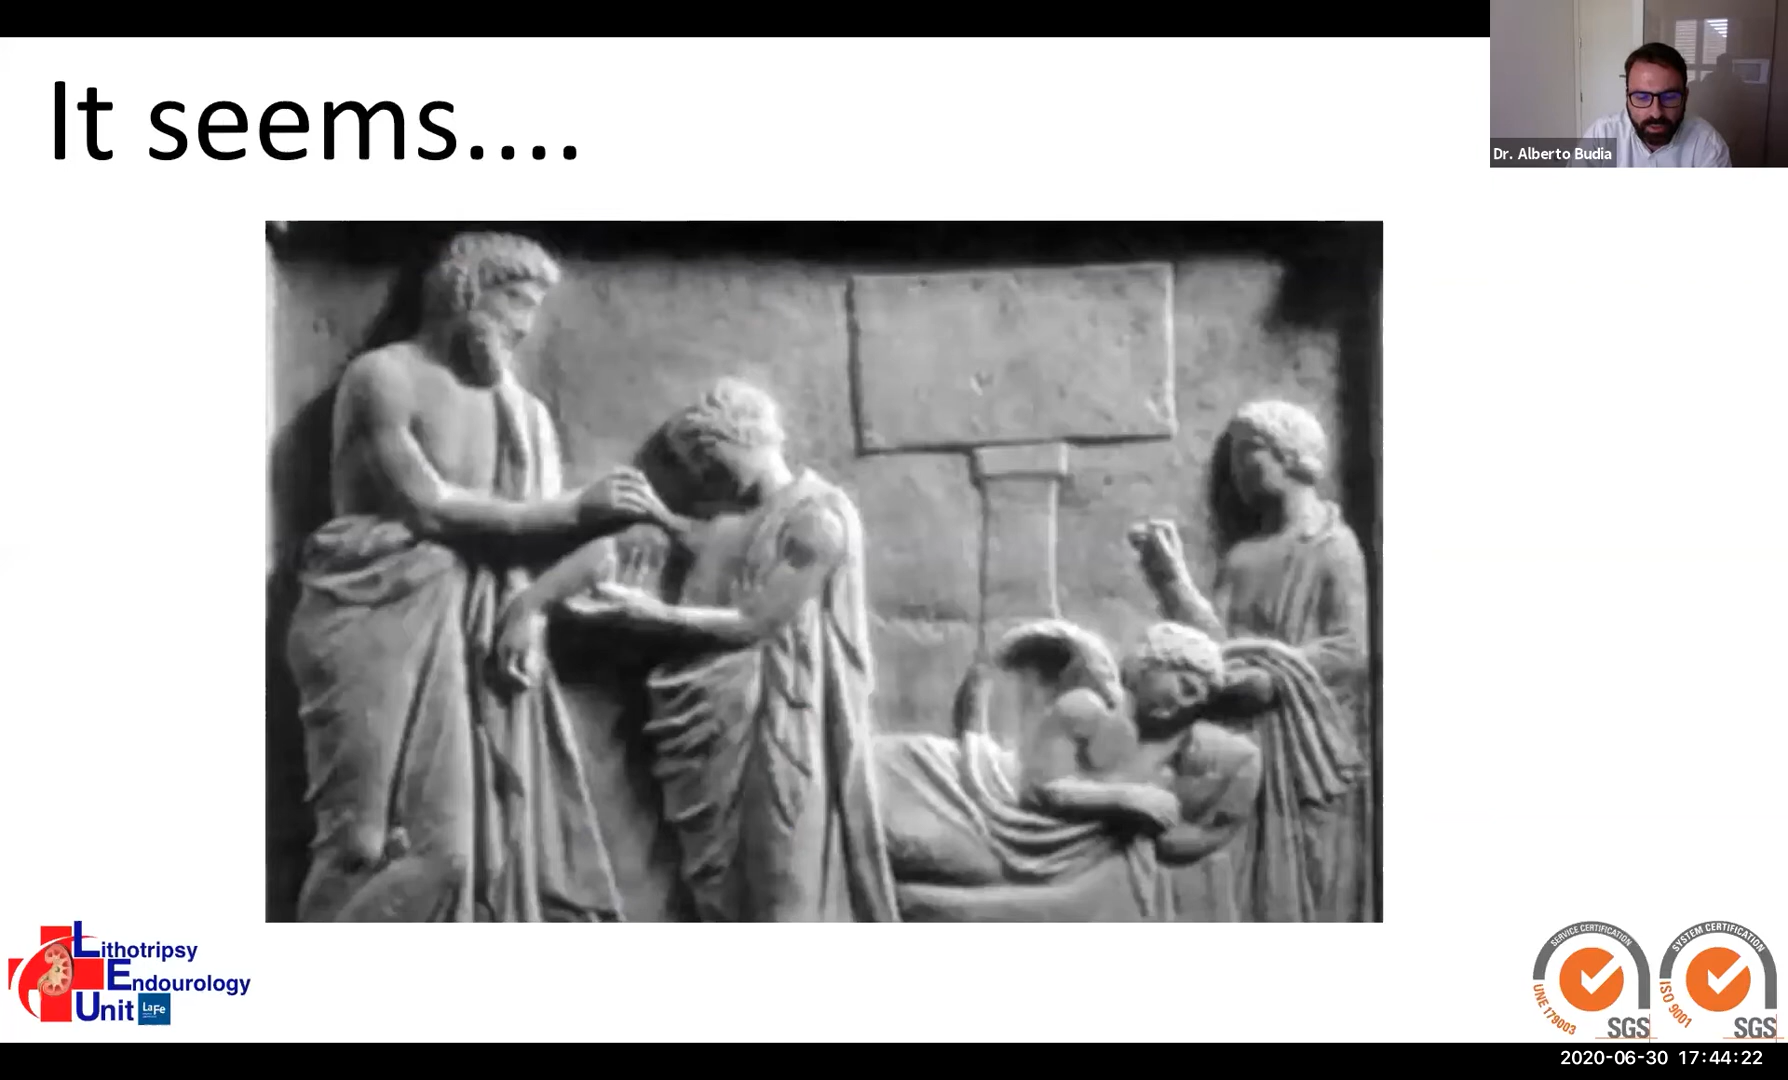 It seems....
Dr. Alberto Budia
Lithotripsy
Endourology
Unit
LaFe
SERVICE CERTIFICATION
UNE 179003
SGS
SYSTEM CERTIFICATION
ISO 9001
SGS
2020-06-30 17:44:22